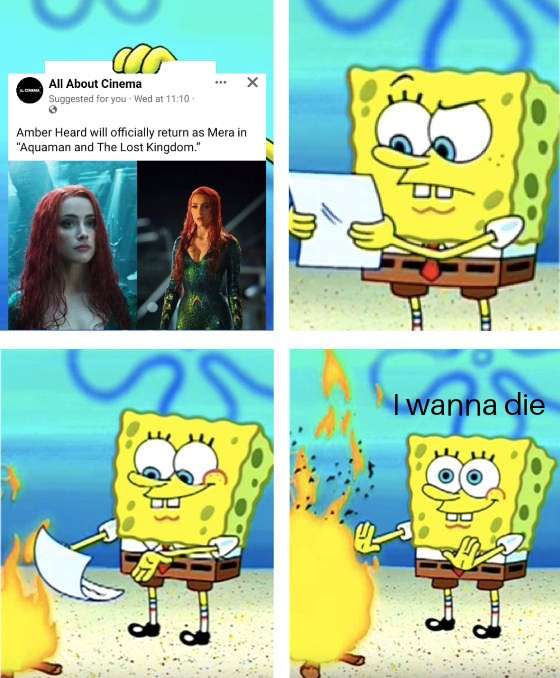 All About Cinema
Suggested for you · Wed at 11:10 ·
Amber Heard will officially return as Mera in
“Aquaman and The Lost Kingdom.”
I wanna die